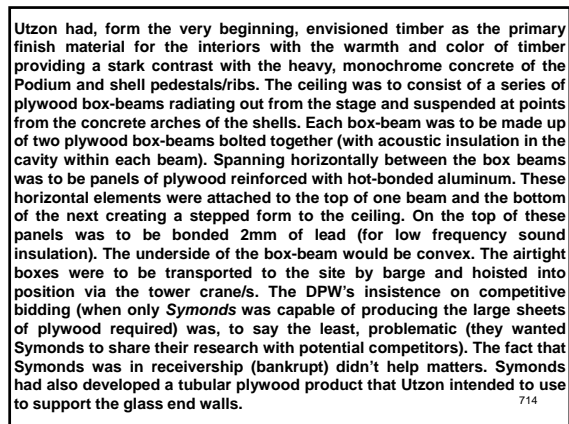 Utzon had, form the very beginning, envisioned timber as the primary
finish material for the interiors with the warmth and color of timber
providing a stark contrast with the heavy, monochrome concrete of the
Podium and shell pedestals/ribs. The ceiling was to consist of a series of
plywood box-beams radiating out from the stage and suspended at points
from the concrete arches of the shells. Each box-beam was to be made up
of two plywood box-beams bolted together (with acoustic insulation in the
cavity within each beam). Spanning horizontally between the box beams
was to be panels of plywood reinforced with hot-bonded aluminum. These
horizontal elements were attached to the top of one beam and the bottom
of the next creating a stepped form to the ceiling. On the top of these
panels was to be bonded 2mm of lead (for low frequency sound
insulation). The underside of the box-beam would be convex. The airtight
boxes were to be transported to the site by barge and hoisted into
position via the tower crane/s. The DPW's insistence on competitive
bidding (when only Symonds was capable of producing the large sheets
of plywood required) was, to say the least, problematic (they wanted
Symonds to share their research with potential competitors). The fact that
Symonds was in receivership (bankrupt) didn't help matters. Symonds
had also developed a tubular plywood product that Utzon intended to use
to support the glass end walls.
714